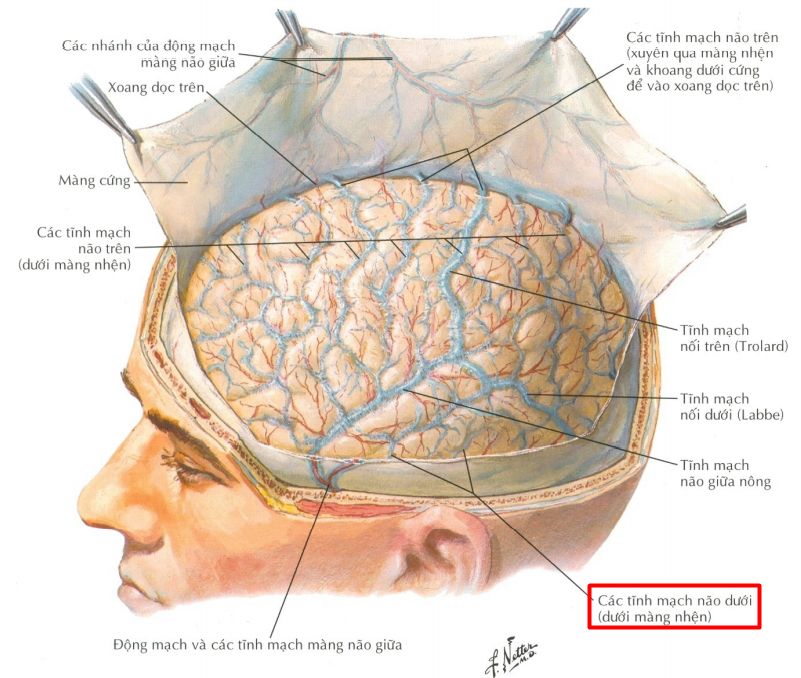 Các nhánh của động mạch
màng não giữa
Xoang dọc trên
Màng cứng
Các tĩnh mạch
não trên
(dưới màng nhện)
Các tĩnh mạch não trên
(xuyên qua màng nhện
và khoang dưới cứng
để vào xoang dọc trên)
Tĩnh mạch
nối trên (Trolard)
Tĩnh mạch
nối dưới (Labbe)
Tĩnh mạch
não giữa nông
Các tĩnh mạch não dưới
(dưới màng nhện)
Động mạch và các tĩnh mạch màng não giữa
F. Netter
M.D.